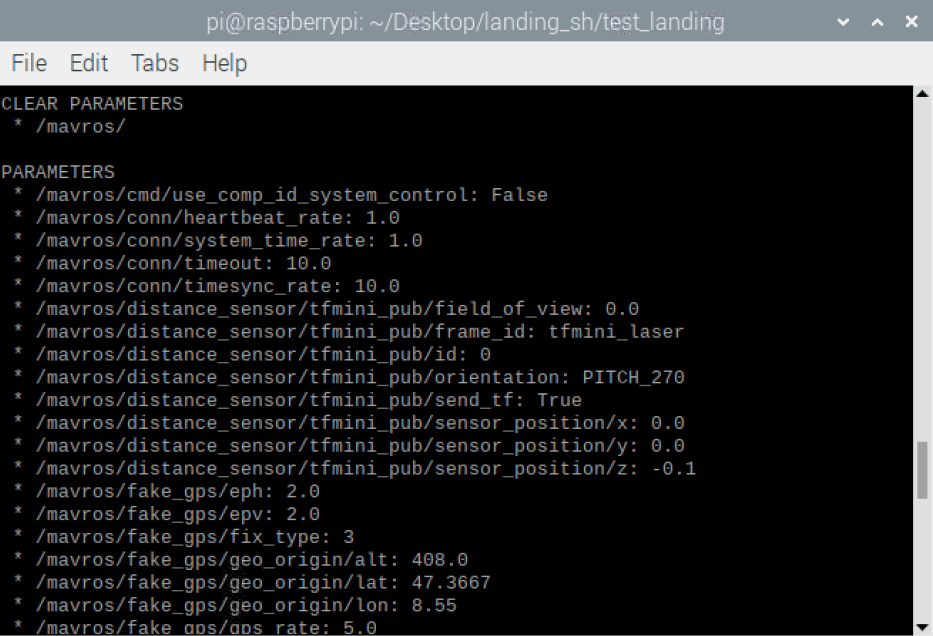 pi@raspberrypi: ~/Desktop/landing_sh/test_landing
File Edit Tabs Help
CLEAR PARAMETERS
* /mavros/
PARAMETERS
* /mavros/cmd/use_comp_id_system_control: False
* /mavros/conn/heartbeat_rate: 1.0
* /mavros/conn/system_time_rate: 1.0
* /mavros/conn/timeout: 10.0
* /mavros/conn/timesync_rate: 10.0
* /mavros/distance_sensor/tfmini_pub/field_of_view: 0.0
* /mavros/distance_sensor/tfmini_pub/frame_id: tfmini_laser
* /mavros/distance_sensor/tfmini_pub/id: 0
* /mavros/distance_sensor/tfmini_pub/orientation: PITCH_270
* /mavros/distance_sensor/tfmini_pub/send_tf: True
* /mavros/distance_sensor/tfmini_pub/sensor_position/x: 0.0
* /mavros/distance_sensor/tfmini_pub/sensor_position/y: 0.0
* /mavros/distance_sensor/tfmini_pub/sensor_position/z: -0.1
* /mavros/fake_gps/eph: 2.0
* /mavros/fake_gps/epv: 2.0
* /mavros/fake_gps/fix_type: 3
* /mavros/fake_gps/geo_origin/alt: 408.0
* /mavros/fake_gps/geo_origin/lat: 47.3667
* /mavros/fake_gps/geo_origin/lon: 8.55
* /mavros/fake_gps/gps_rate: 5.0